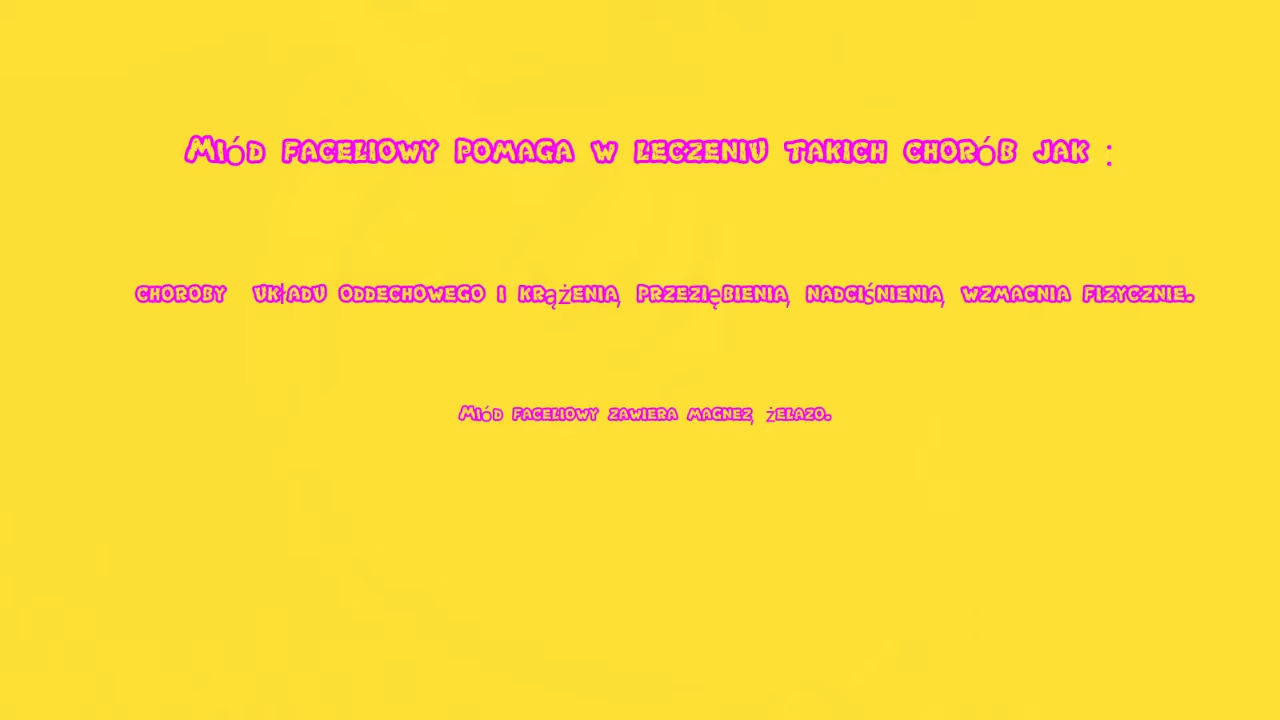 Miód faceliowy pomaga w leczeniu takich chorób jak :
choroby układu oddechowego i krążenia, przeziębienia, nadciśnienia, wzmacnia fizycznie.
Miód faceliowy zawiera magnez, żelazo.